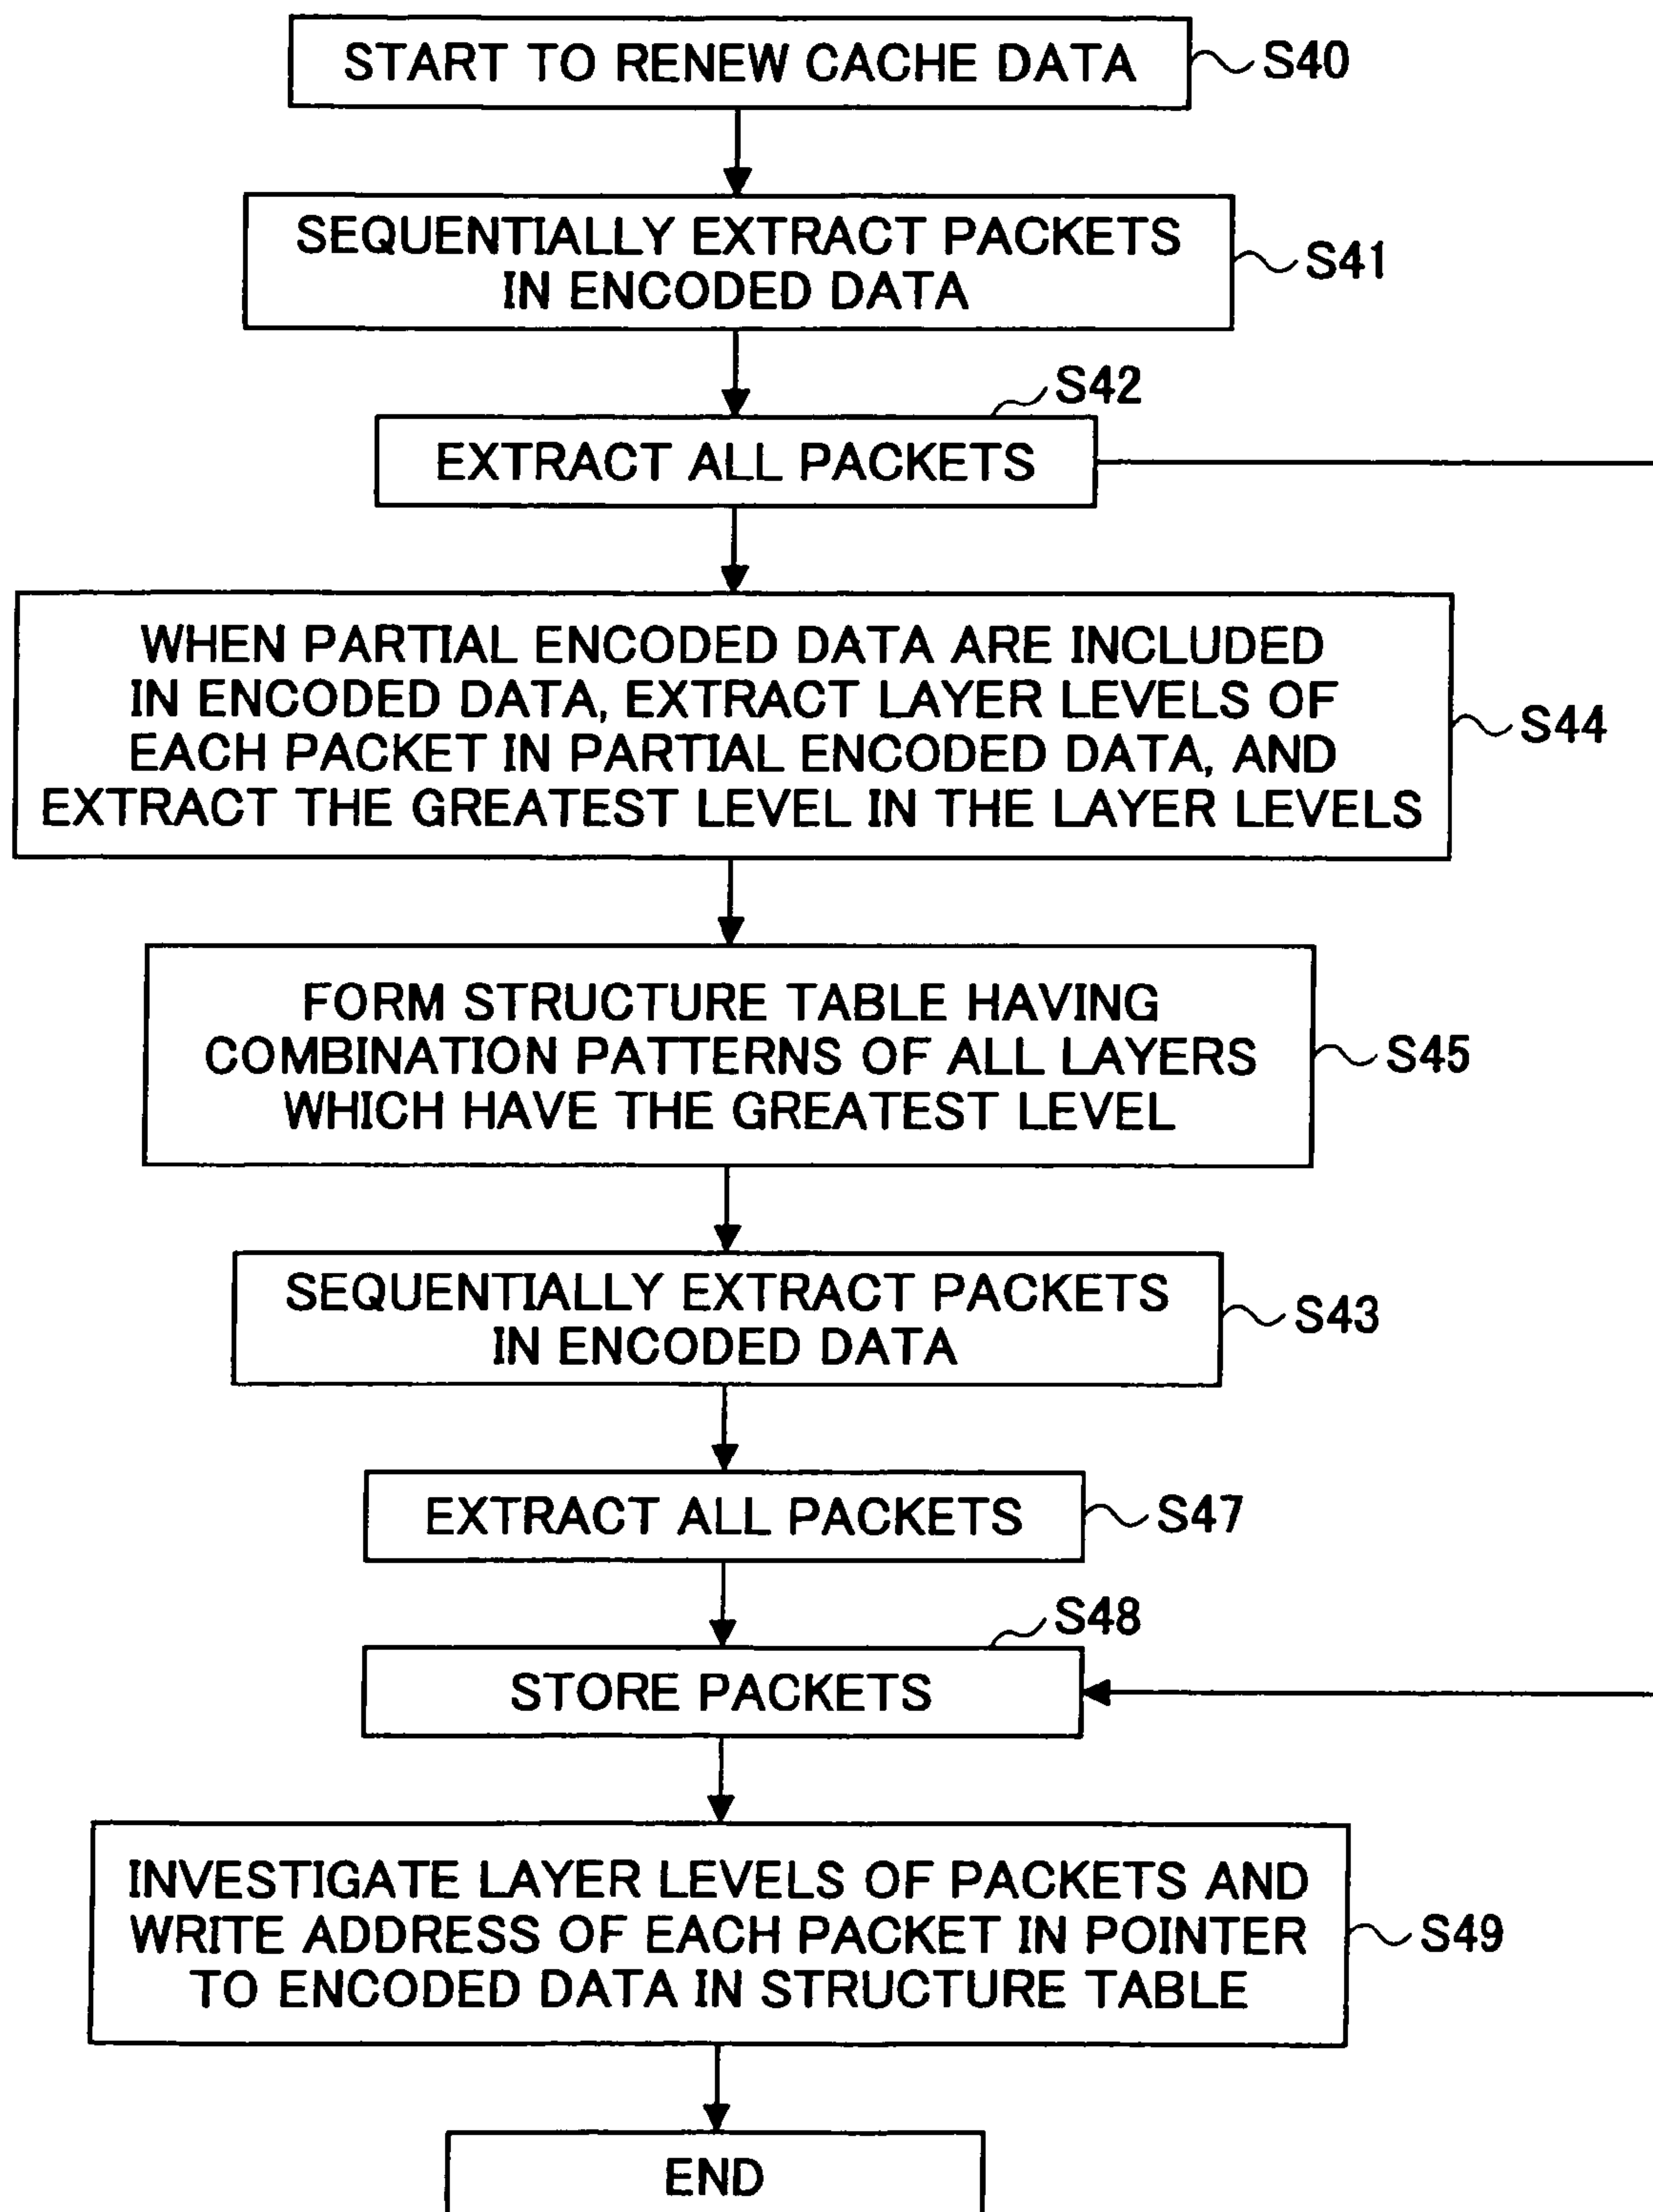 START TO RENEW CACHE DATA
S40
SEQUENTIALLY EXTRACT PACKETS
IN ENCODED DATA
S41
S42
EXTRACT ALL PACKETS
WHEN PARTIAL ENCODED DATA ARE INCLUDED
IN ENCODED DATA, EXTRACT LAYER LEVELS OF
EACH PACKET IN PARTIAL ENCODED DATA, AND
EXTRACT THE GREATEST LEVEL IN THE LAYER LEVELS
S44
FORM STRUCTURE TABLE HAVING
COMBINATION PATTERNS OF ALL LAYERS
WHICH HAVE THE GREATEST LEVEL
S45
SEQUENTIALLY EXTRACT PACKETS
IN ENCODED DATA
S43
EXTRACT ALL PACKETS
S47
S48
STORE PACKETS
INVESTIGATE LAYER LEVELS OF PACKETS AND
WRITE ADDRESS OF EACH PACKET IN POINTER
TO ENCODED DATA IN STRUCTURE TABLE
S49
END